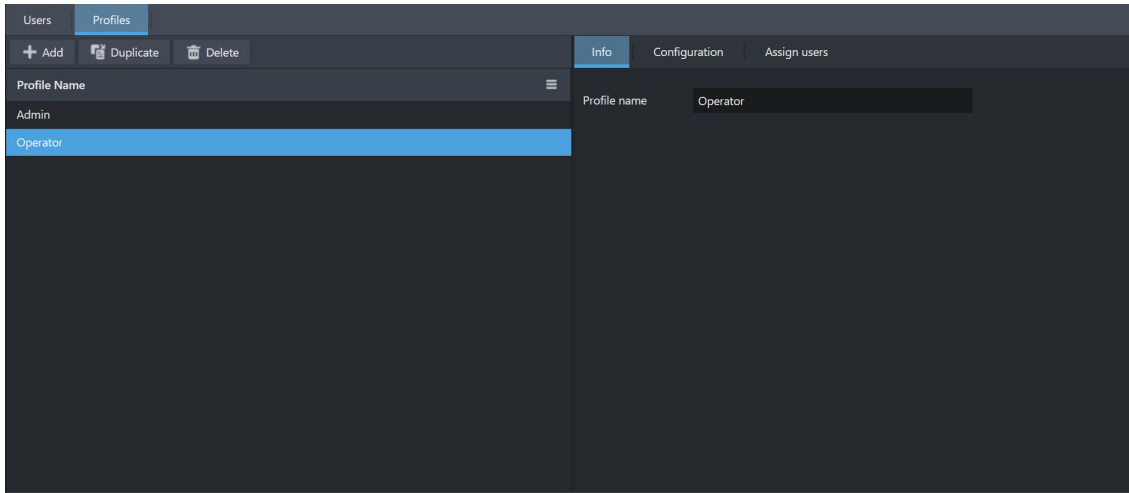 Users Profiles
Add Duplicate Delete
Profile Name
Admin
Operator
Info Configuration Assign users
Profile name Operator